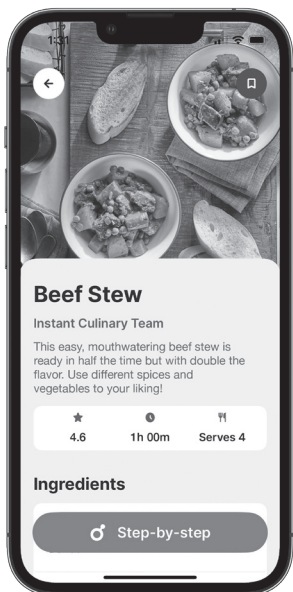 1:31
Beef Stew
Instant Culinary Team
This easy, mouthwatering beef stew is
ready in half the time but with double the
flavor. Use different spices and
vegetables to your liking!
4.6 1h 00m Serves 4
Ingredients
Step-by-step